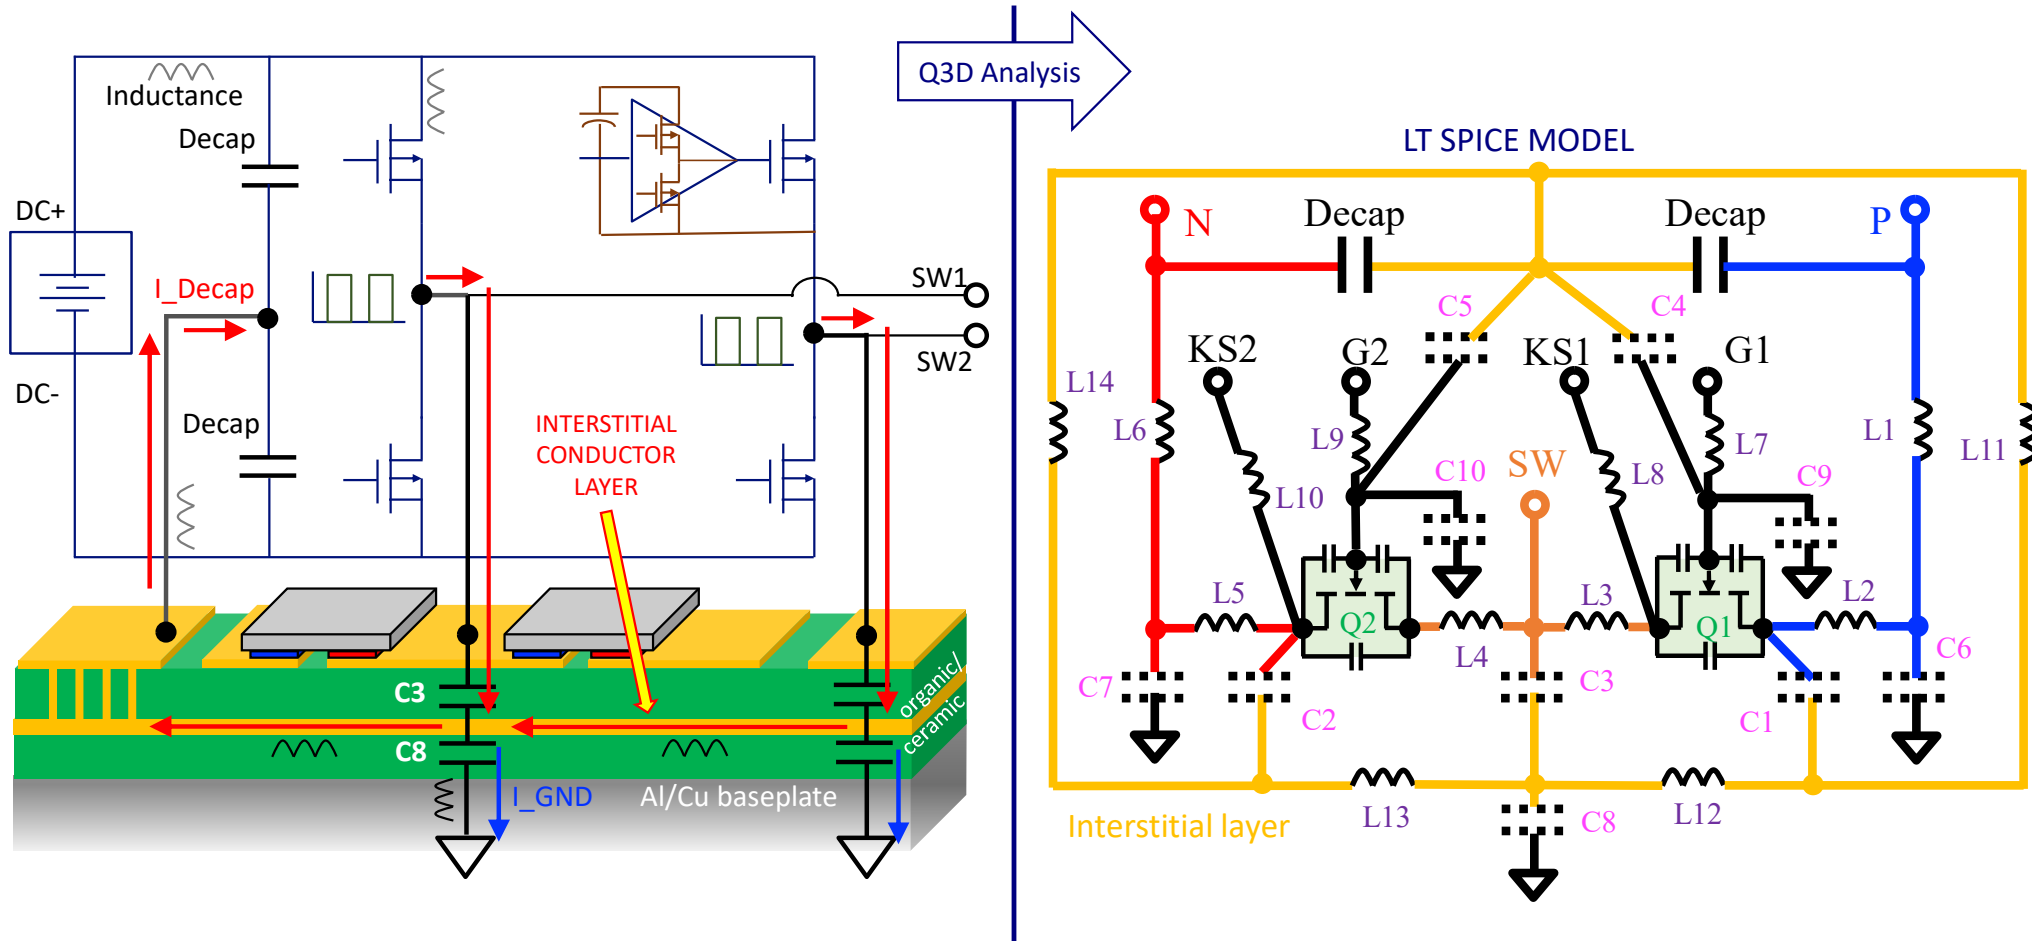 Inductance
Decap
DC+
I_Decap
DC-
Decap
SW1
SW2
INTERSTITIAL
CONDUCTOR
LAYER
C3
C8
organic/
ceramic
I_GND
Al/Cu baseplate
Q3D Analysis
LT SPICE MODEL
N
Decap
Decap
P
C5
C4
KS2
G2
KS1
G1
L14
L6
L9
L7
L1
L11
C10
SW
L8
C9
L10
L5
Q2
L4
L3
Q1
L2
C7
C2
C3
C1
C6
Interstitial layer
L13
C8
L12